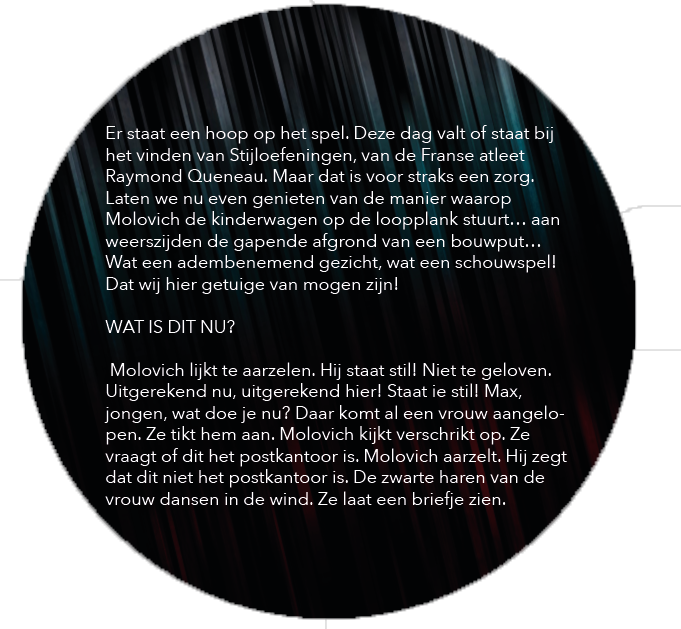 Er staat een hoop op het spel. Deze dag valt of staat bij
het vinden van Stijloefeningen, van de Franse atleet
Raymond Queneau. Maar dat is voor straks een zorg.
Laten we nu even genieten van de manier waarop
Molovich de kinderwagen op de loopplank stuurt… aan
weerszijden de gapende afgrond van een bouwput…
Wat een adembenemend gezicht, wat een schouwspel!
Dat wij hier getuige van mogen zijn!
WAT IS DIT NU?
Molovich lijkt te aarzelen. Hij staat stil! Niet te geloven.
Uitgerekend nu, uitgerekend hier! Staat ie stil! Max,
jongen, wat doe je nu? Daar komt al een vrouw aangelo-
pen. Ze tikt hem aan. Molovich kijkt verschrikt op. Ze
vraagt of dit het postkantoor is. Molovich aarzelt. Hij zegt
dat dit niet het postkantoor is. De zwarte haren van de
vrouw dansen in de wind. Ze laat een briefje zien.